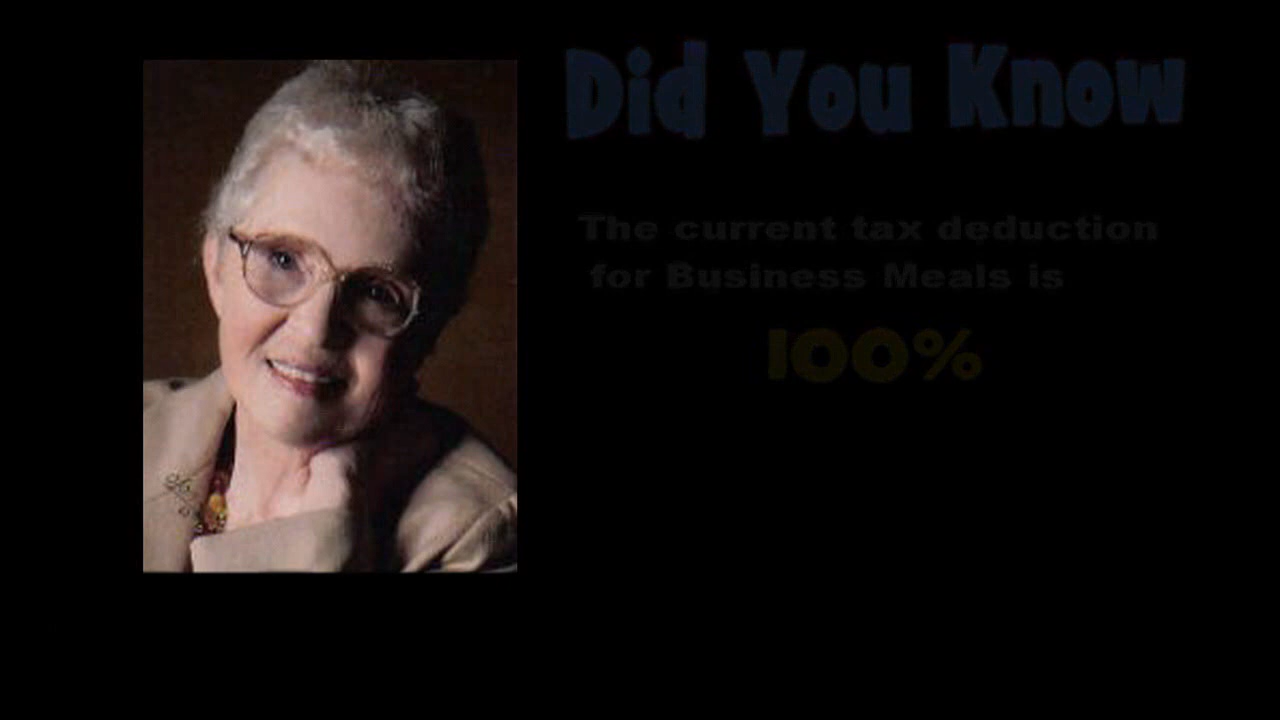 Did You Know
The current tax deduction
for Business Meals is
100%